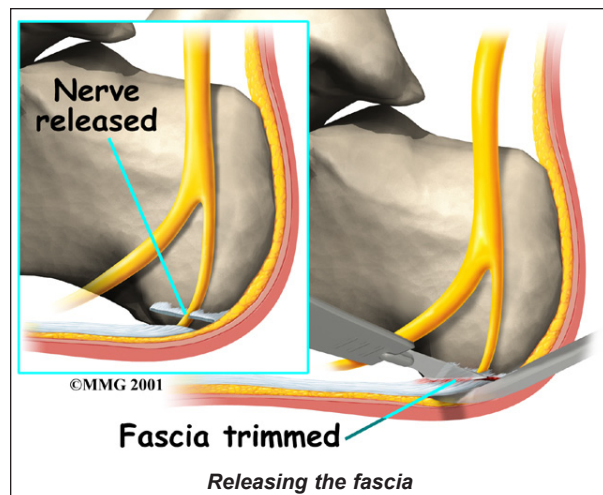 Nerve
released
©MMG 2001
Fascia trimmed
Releasing the fascia